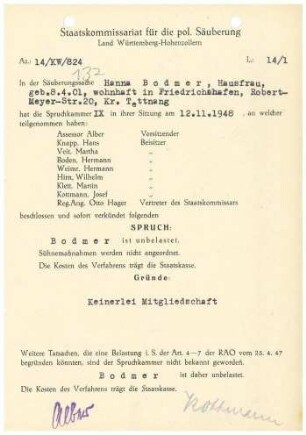 Staatskommissariat für die pol. Säuberung
Land Württemberg-Hohenzollern
Az.: 14/KW/824 L: 14/1
132
In der Säuberungssache Hanna Bodmer, Hausfrau,
geb.8.4.01, wohnhaft in Friedrichshafen, Robert-
Meyer-Str.20, Kr. Tettnang
hat die Spruchkammer IX in ihrer Sitzung am 12.11.1948, an welcher
teilgenommen haben:
Assessor Alber Vorsitzender
Knapp, Hans Beisitzer
Veit, Martha "
Boden, Hermann "
Weiss, Hermann "
Hirn, Wilhelm "
Klett, Martin "
Kottmann, Josef "
Reg.Ang. Otto Hager Vertreter des Staatskommissars
beschlossen und sofort verkündet folgenden
SPRUCH:
Bodmer ist unbelastet.
Sühnemaßnahmen werden nicht angeordnet.
Die Kosten des Verfahrens trägt die Staatskasse.
Gründe:
Keinerlei Mitgliedschaft
Weitere Tatsachen, die eine Belastung i. S. der Art. 4–7 der RAO vom 25. 4. 47
begründen könnten, sind der Spruchkammer nicht bekannt geworden.
Bodmer ist daher unbelastet.
Die Kosten des Verfahrens trägt die Staatskasse.
Alber Kottmann